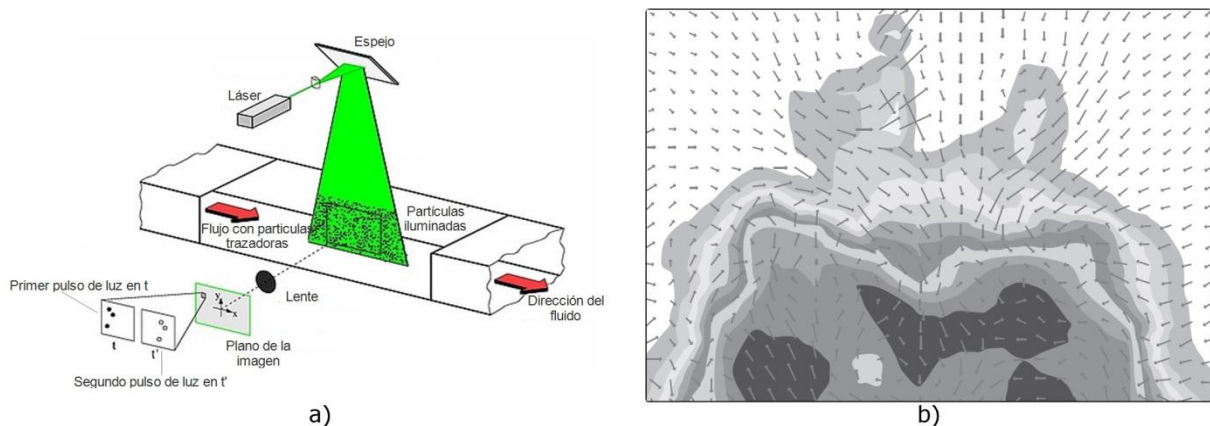 Espejo
Láser
Partículas
iluminadas
Flujo con particulas
trazadoras
Lente
Dirección del
fluido
Primer pulso de luz en t
y
x
t
t'
Plano de la
imagen
Segundo pulso de luz en t'
a)
b)